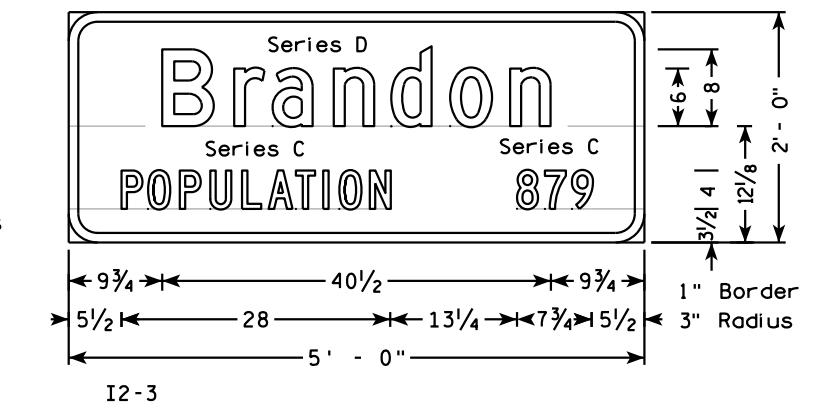 Series D
Brandon
Series C
Series C
POPULATION 879
6
8
2' - 0"
4
12⅛
3½
9¾ 40½ 9¾
5½ 28 13¼ 7¾ 5½
5' - 0"
1" Border
3" Radius
I2-3